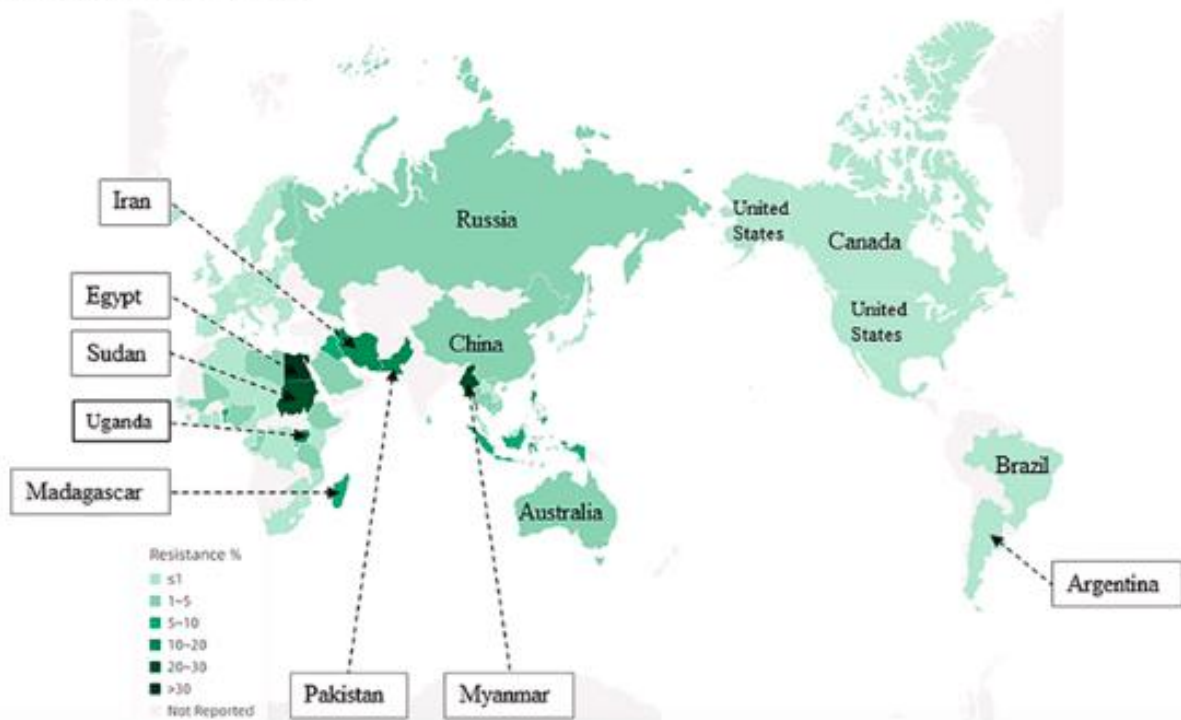 Iran
Russia
United
States
Canada
Egypt
United
States
Sudan
China
Uganda
Brazil
Madagascar
Australia
Resistance %
≤1
1~5
5~10
10~20
20~30
>30
Not Reported
Argentina
Pakistan
Myanmar